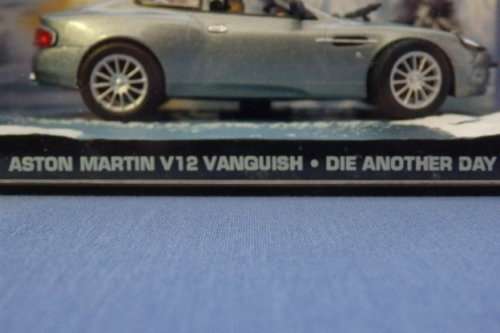 ASTON MARTIN V12 VANQUISH • DIE ANOTHER DAY